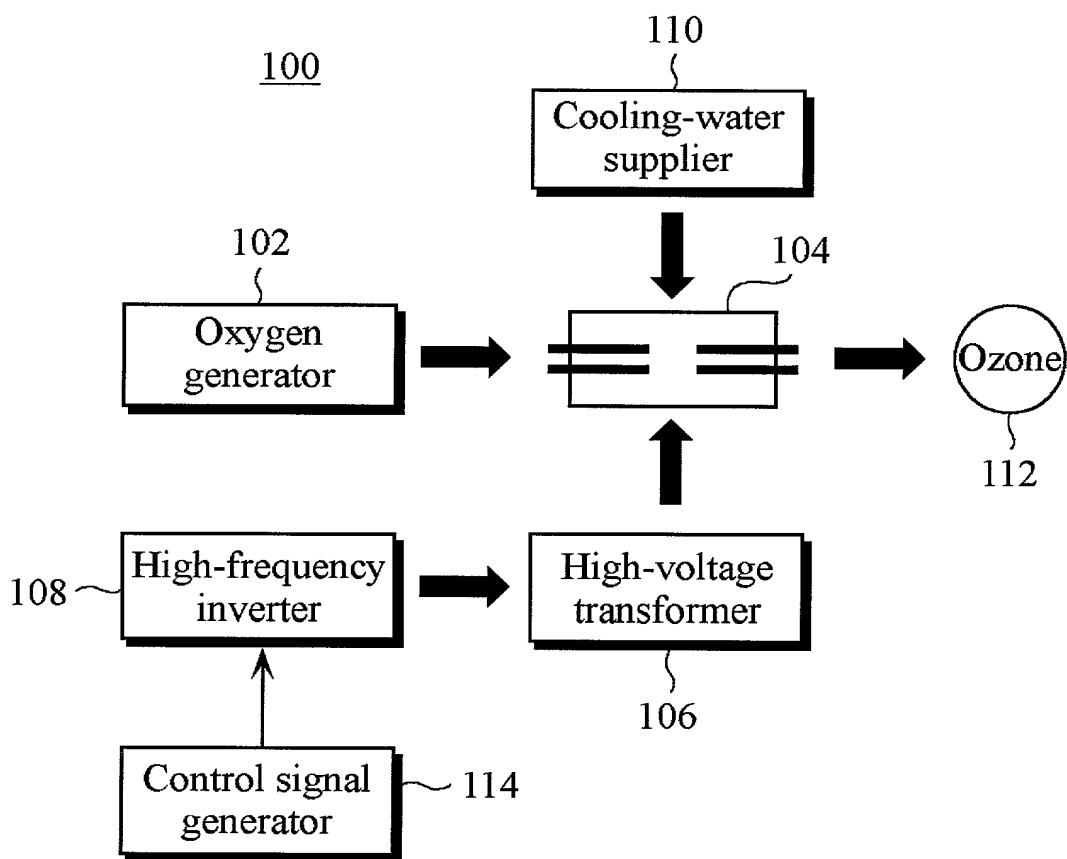 110
100
Cooling-water
supplier
102
104
Oxygen
generator
Ozone
112
High-frequency
inverter
108
High-voltage
transformer
106
Control signal
generator
114